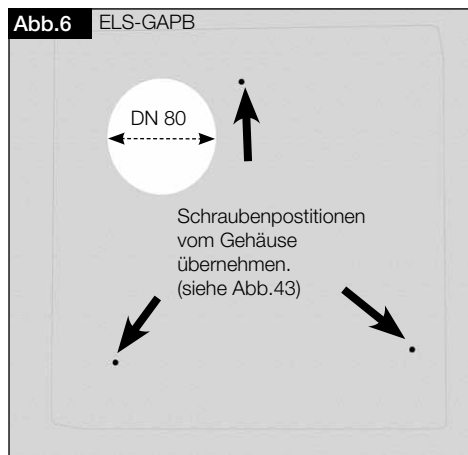 Abb.6 ELS-GAPB
DN 80
Schraubenpostitionen
vom Gehäuse
übernehmen.
(siehe Abb.43)